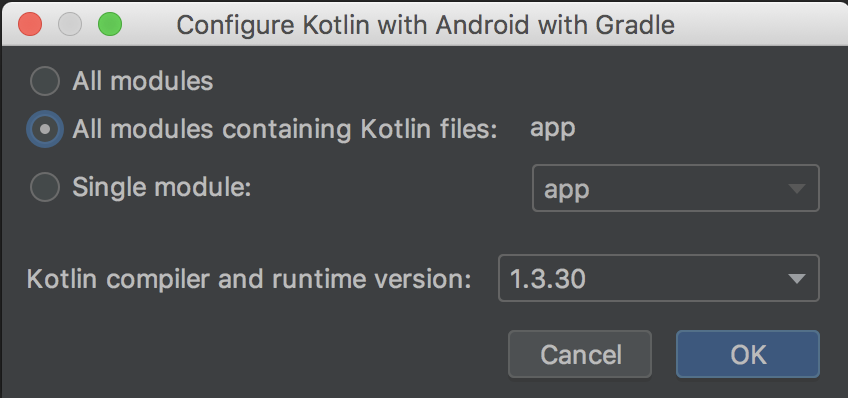 Configure Kotlin with Android with Gradle
All modules
All modules containing Kotlin files: app
Single module: app
Kotlin compiler and runtime version: 1.3.30
Cancel OK